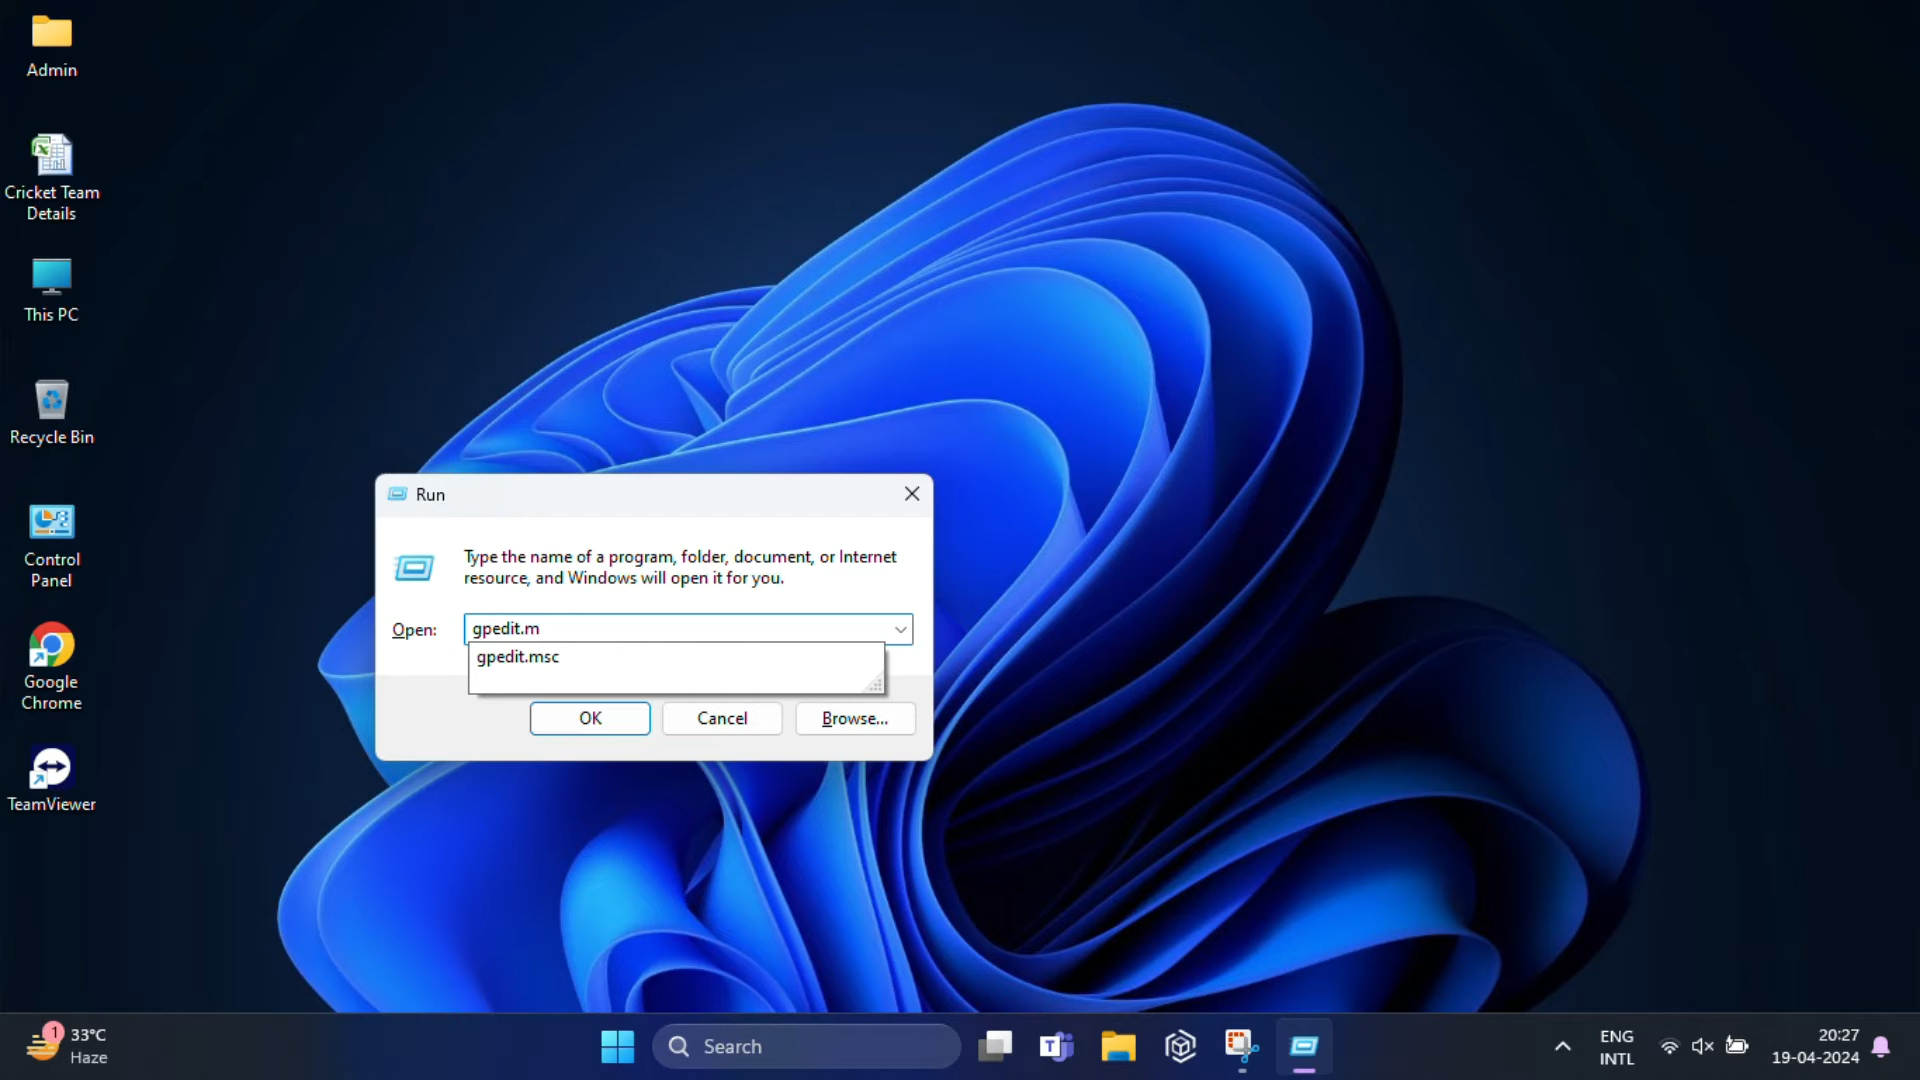 Admin
Cricket Team
Details
This PC
Recycle Bin
Control
Panel
Google
Chrome
TeamViewer
Run
Type the name of a program, folder, document, or Internet
resource, and Windows will open it for you.
Open:
gpedit.m
gpedit.msc
OK
Cancel
Browse...
1
33°C
Haze
Search
T
ENG
INTL
20:27
19-04-2024